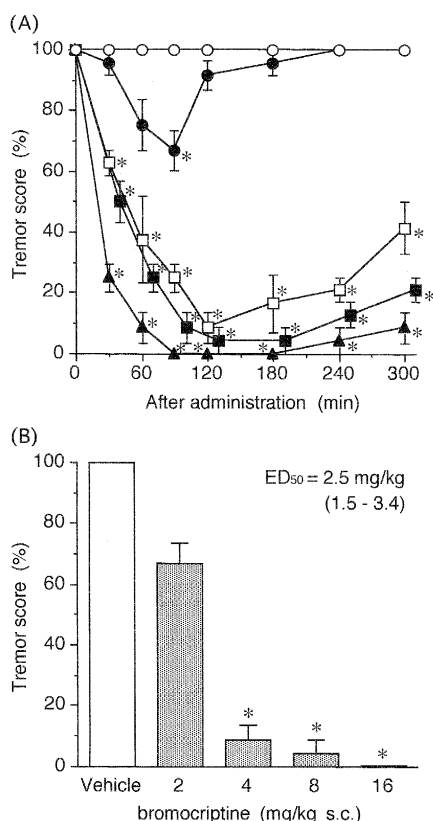 (A)
Tremor score (%)
100
80
60
40
20
0
* * * * * * * * * * * * * * * * * * * * * *
0 60 120 180 240 300
After administration (min)
(B)
Tremor score (%)
100
80
60
40
20
0
ED50 = 2.5 mg/kg
(1.5 - 3.4)
* * *
Vehicle 2 4 8 16
bromocriptine (mg/kg s.c.)